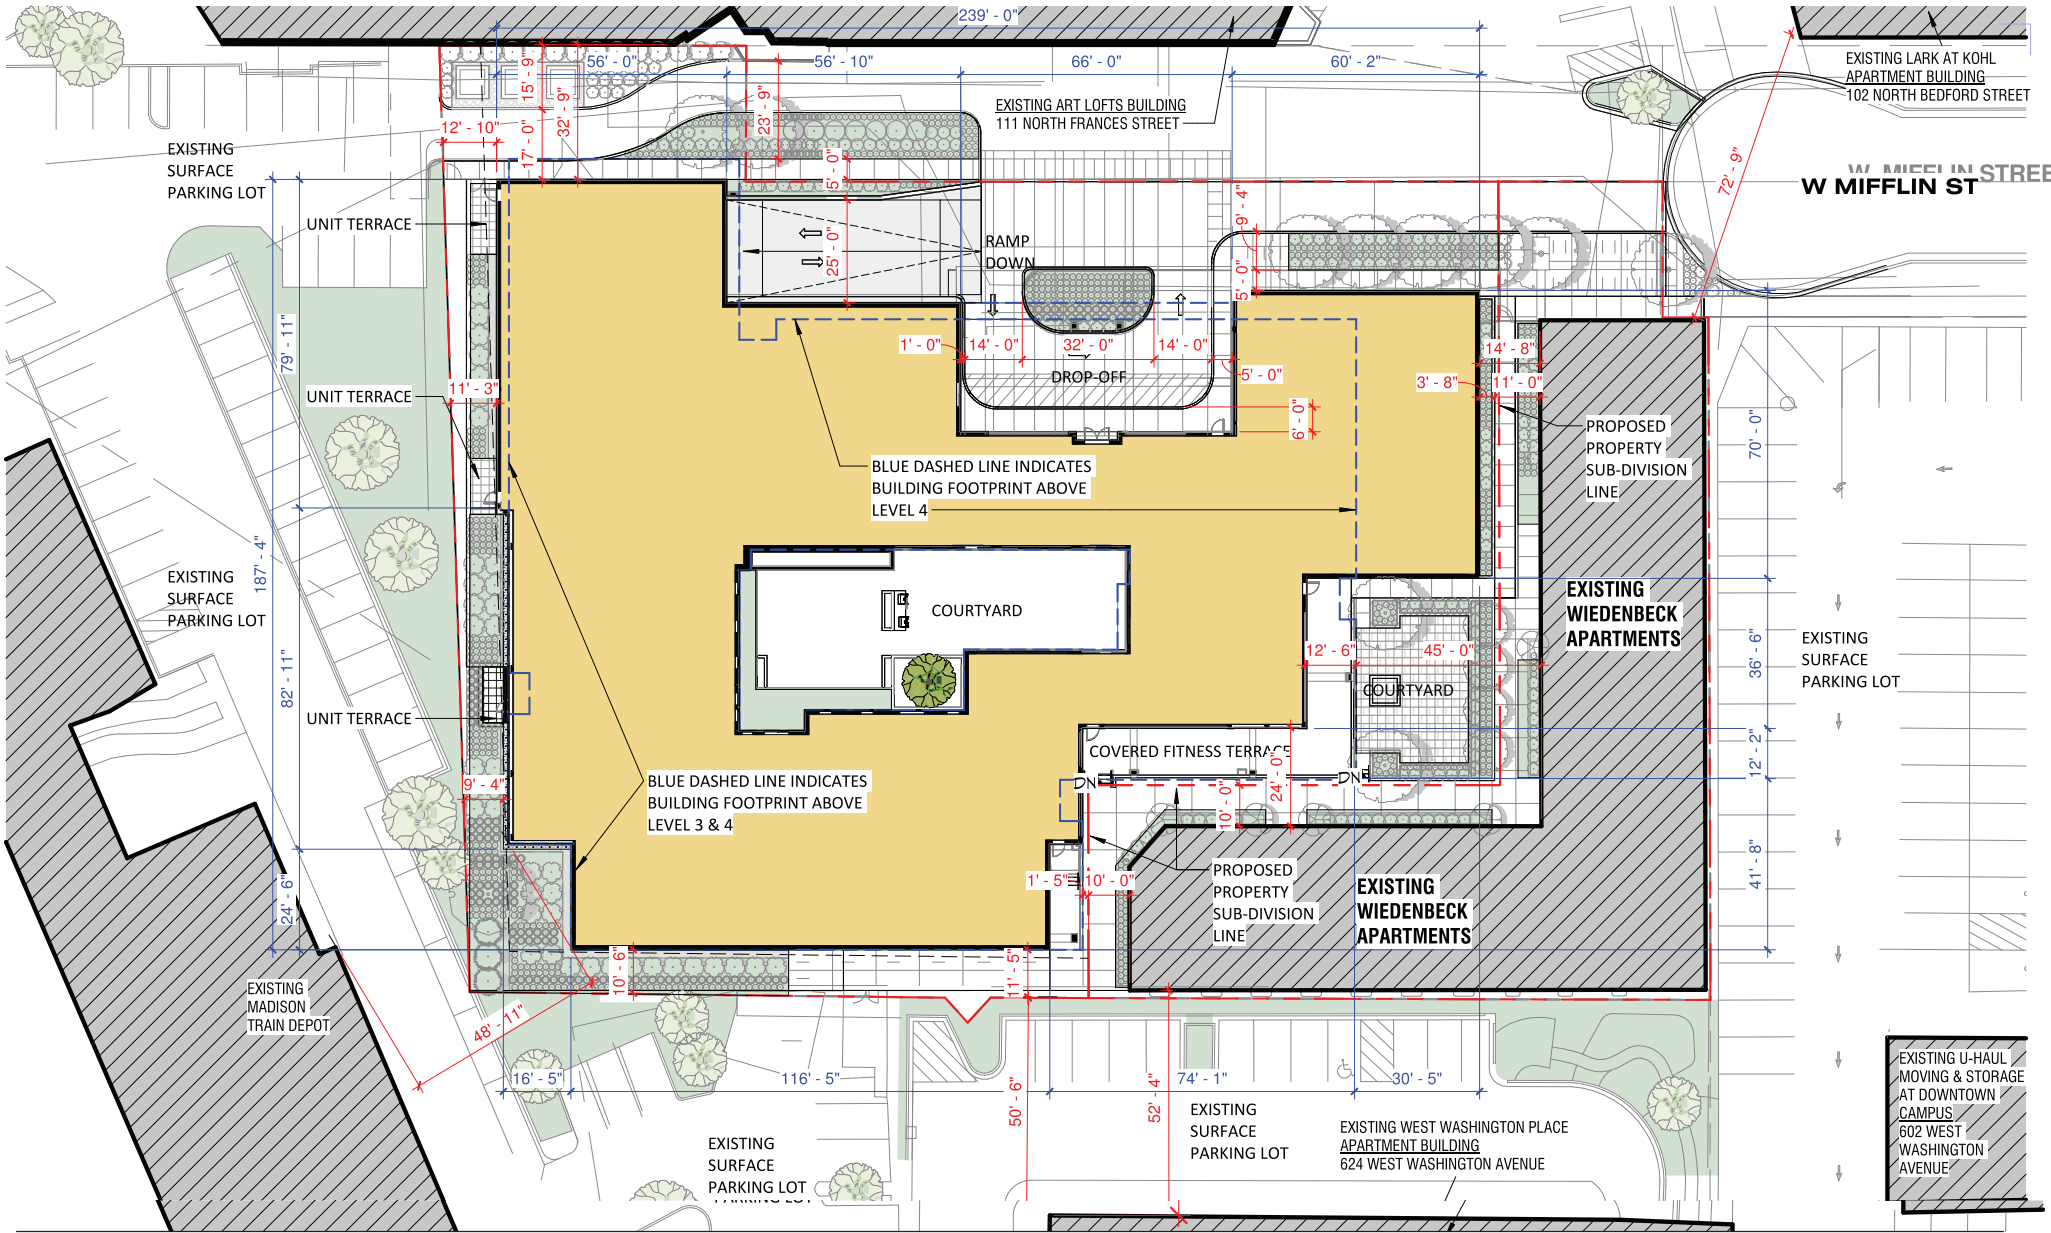 239' - 0"
56' - 0"
56' - 10"
66' - 0"
60' - 2"
15' - 9"
32' - 9"
23' - 9"
12' - 10"
17' - 0"
EXISTING LARK AT KOHL
APARTMENT BUILDING
102 NORTH BEDFORD STREET
EXISTING ART LOFTS BUILDING
111 NORTH FRANCES STREET
EXISTING
SURFACE
PARKING LOT
72' - 9"
W MIFFLIN STREE
W MIFFLIN ST
UNIT TERRACE
5' - 0"
25' - 0"
RAMP
DOWN
9' - 4"
5' - 0"
79' - 11"
1' - 0"
14' - 0"
32' - 0"
14' - 0"
DROP-OFF
5' - 0"
6' - 0"
14' - 8"
3' - 8"
11' - 0"
11' - 3"
UNIT TERRACE
PROPOSED
PROPERTY
SUB-DIVISION
LINE
70' - 0"
BLUE DASHED LINE INDICATES
BUILDING FOOTPRINT ABOVE
LEVEL 4
187' - 4"
EXISTING
SURFACE
PARKING LOT
COURTYARD
EXISTING
WIEDENBECK
APARTMENTS
12' - 6"
45' - 0"
COURTYARD
36' - 6"
EXISTING
SURFACE
PARKING LOT
82' - 11"
UNIT TERRACE
COVERED FITNESS TERRACE
DN
DN
24' - 0"
10' - 0"
12' - 2"
9' - 4"
BLUE DASHED LINE INDICATES
BUILDING FOOTPRINT ABOVE
LEVEL 3 & 4
24' - 6"
1' - 5"
10' - 0"
PROPOSED
PROPERTY
SUB-DIVISION
LINE
EXISTING
WIEDENBECK
APARTMENTS
41' - 8"
10' - 6"
11' - 5"
EXISTING
MADISON
TRAIN DEPOT
48' - 11"
16' - 5"
116' - 5"
74' - 1"
30' - 5"
50' - 6"
52' - 4"
EXISTING
SURFACE
PARKING LOT
EXISTING
SURFACE
PARKING LOT
PARKING LOT
EXISTING WEST WASHINGTON PLACE
APARTMENT BUILDING
624 WEST WASHINGTON AVENUE
EXISTING U-HAUL
MOVING & STORAGE
AT DOWNTOWN
CAMPUS
602 WEST
WASHINGTON
AVENUE